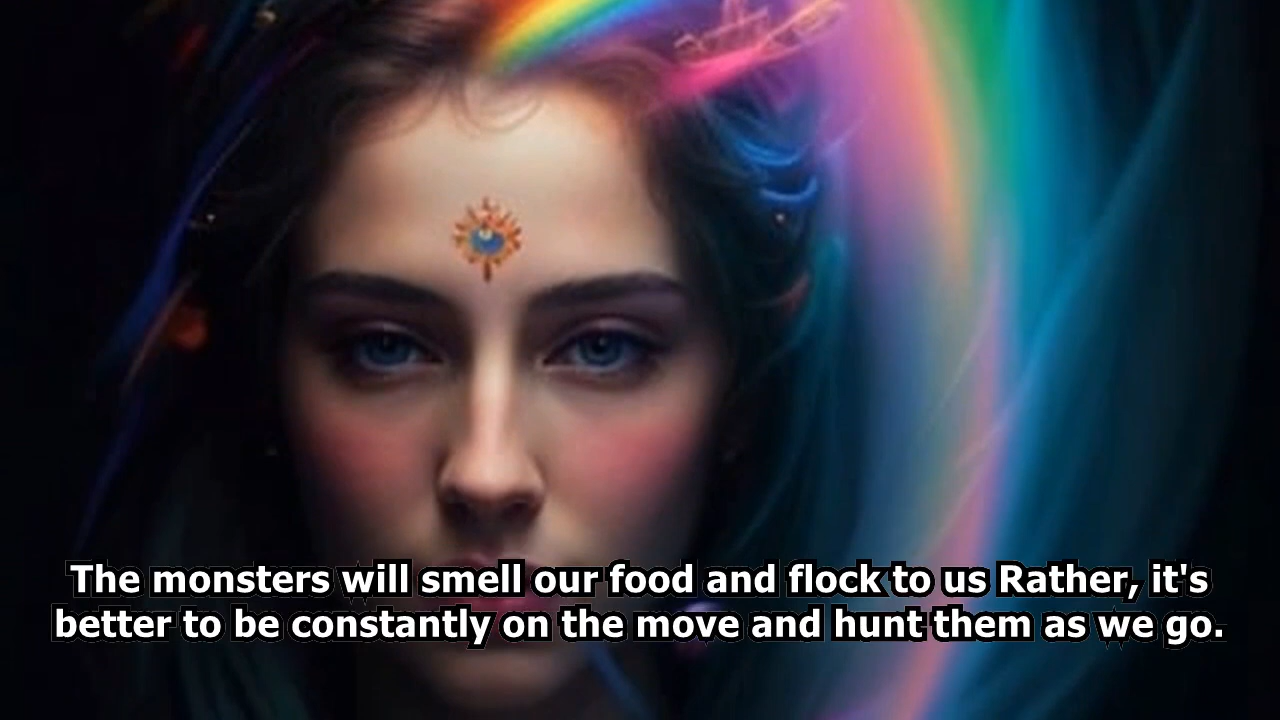 The monsters will smell our food and flock to us Rather, it's
better to be constantly on the move and hunt them as we go.